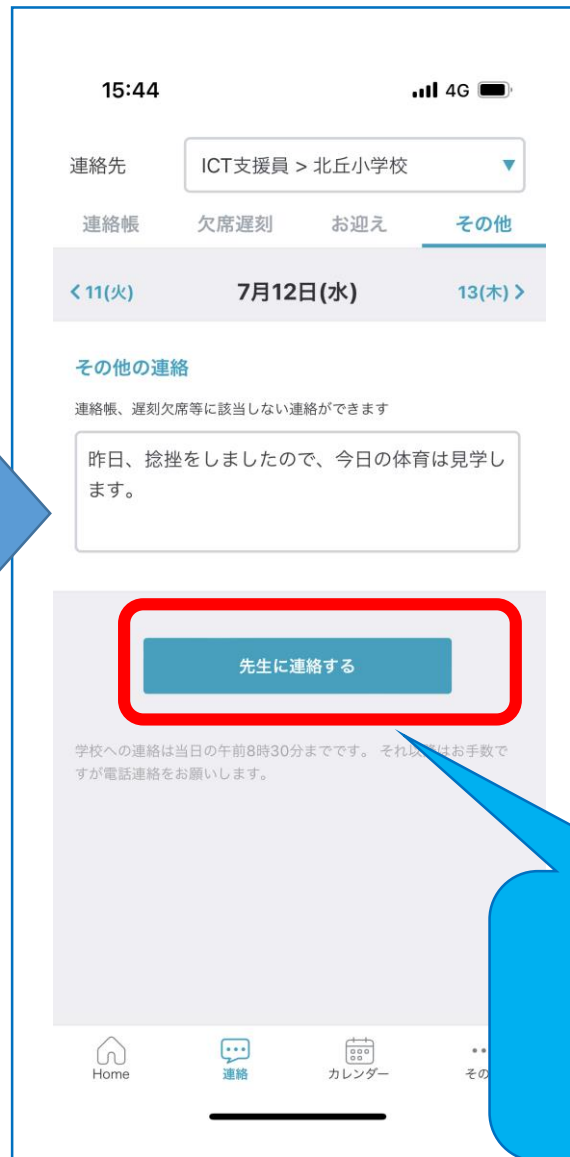 15:44 4G
連絡先 ICT支援員 > 北丘小学校
連絡帳 欠席遅刻 お迎え その他
< 11(火) 7月12日(水) 13(木) >
その他の連絡
連絡帳、遅刻欠席等に該当しない連絡ができます
昨日、捻挫をしましたので、今日の体育は見学し
ます。
先生に連絡する
学校への連絡は当日の午前8時30分までです。 それ以はお手数で
すが電話連絡をお願いします。
Home 連絡 カレンダー その